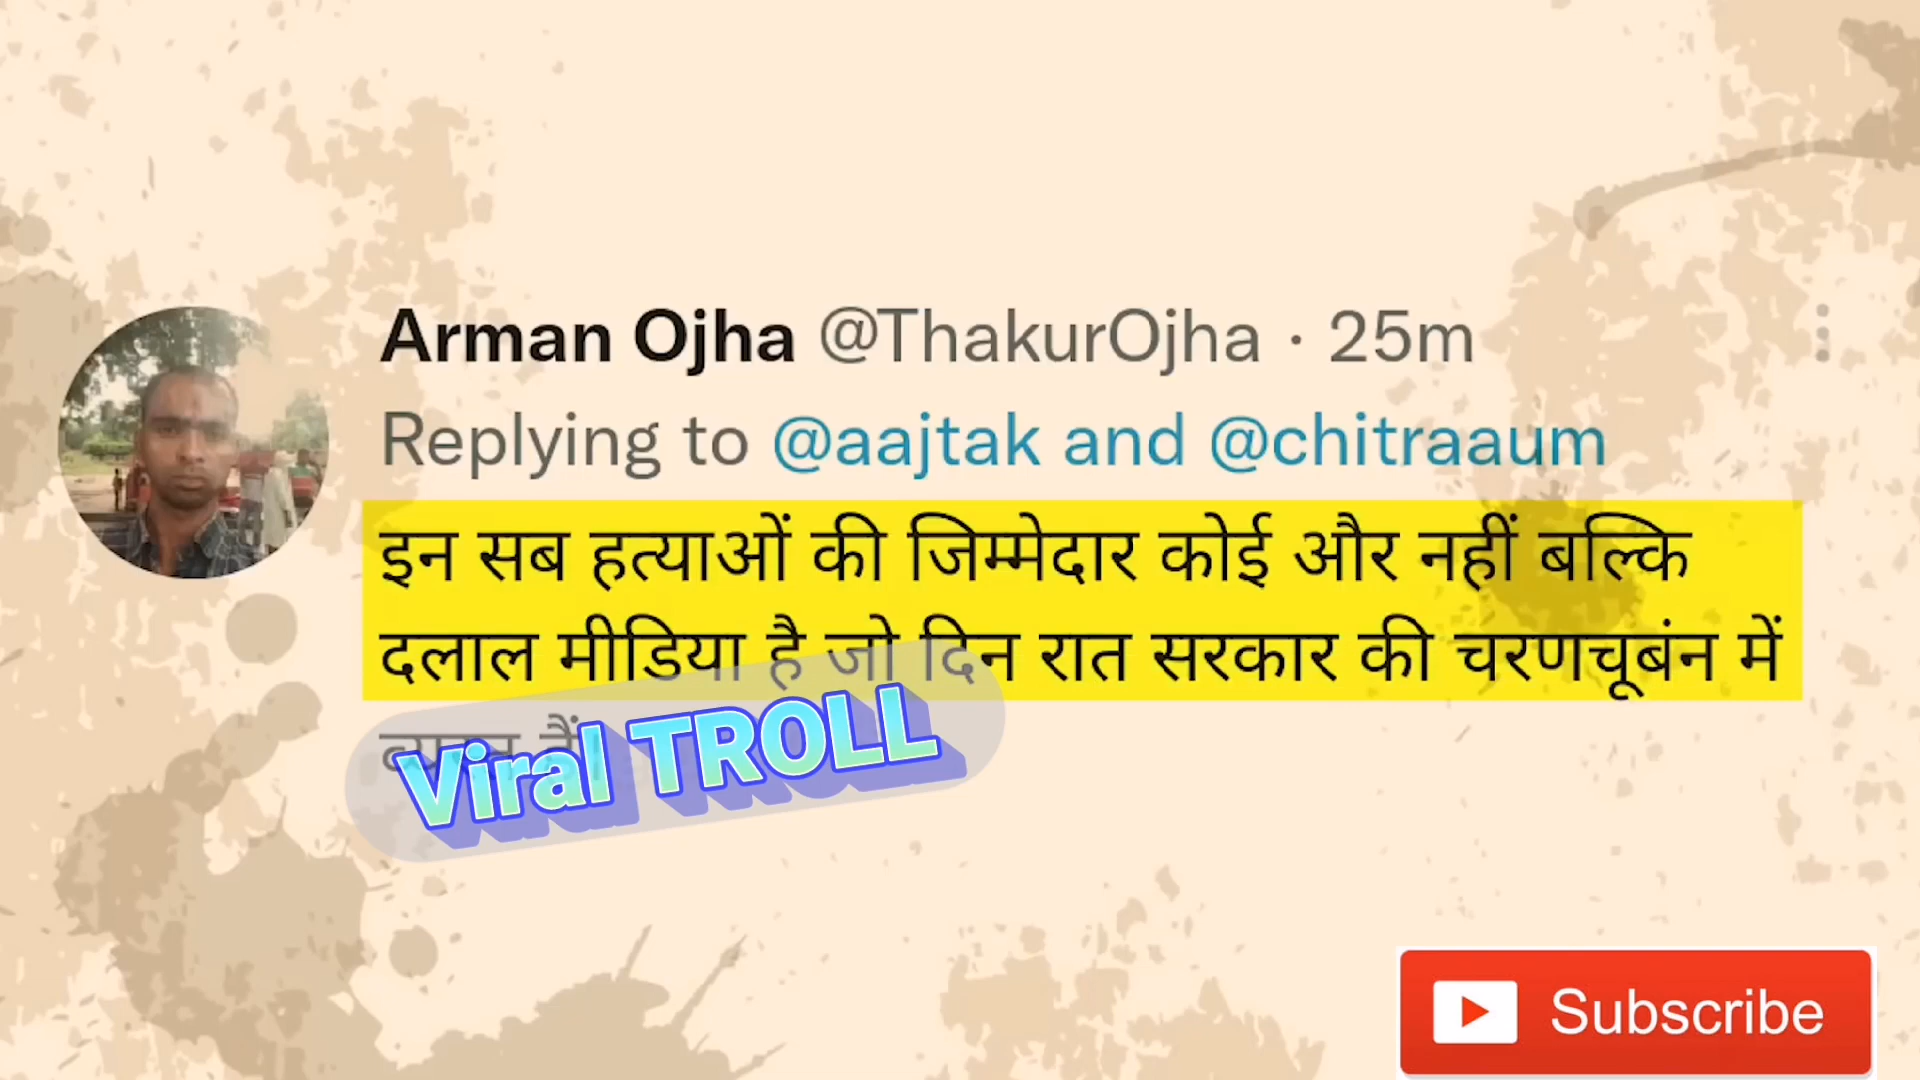 Arman Ojha @ThakurOjha · 25m
Replying to @aajtak and @chitraaum
इन सब हत्याओं की जिम्मेदार कोई और नहीं बल्कि
दलाल मीडिया है जो दिन रात सरकार की चरणचूबंन में
Viral TROLL
Subscribe